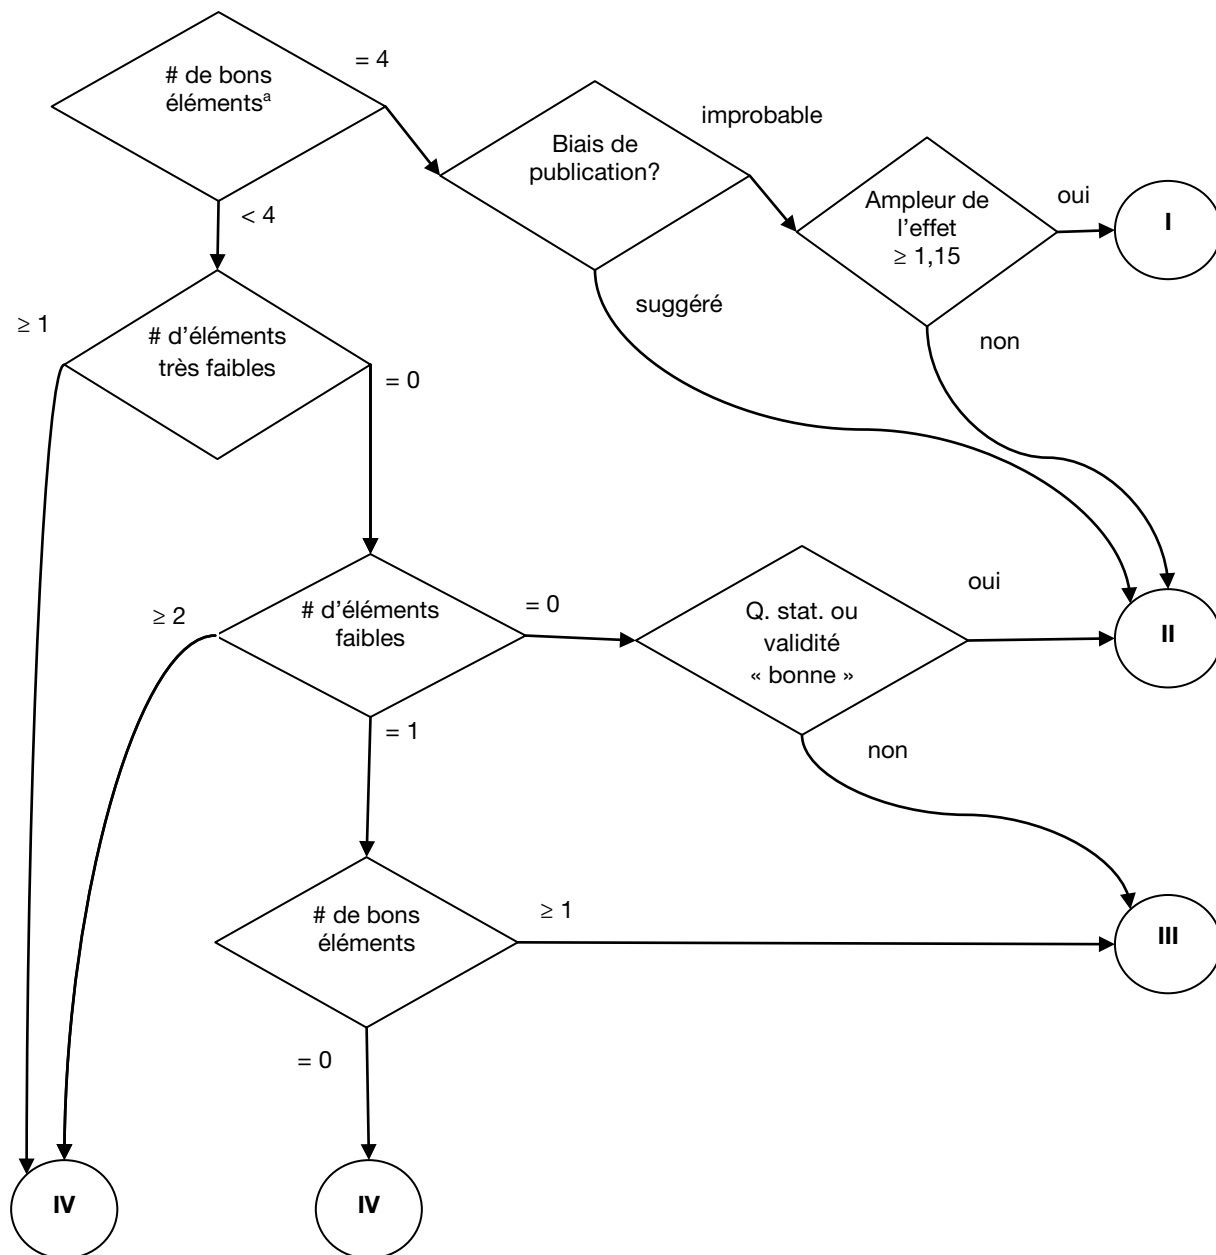 # de bons
éléments^a
= 4
< 4
Biais de
publication?
improbable
suggéré
Ampleur de
l'effet
≥ 1,15
oui
I
non
# d'éléments
très faibles
≥ 1
= 0
# d'éléments
faibles
≥ 2
= 0
= 1
Q. stat. ou
validité
« bonne »
oui
II
non
# de bons
éléments
≥ 1
III
= 0
IV
IV